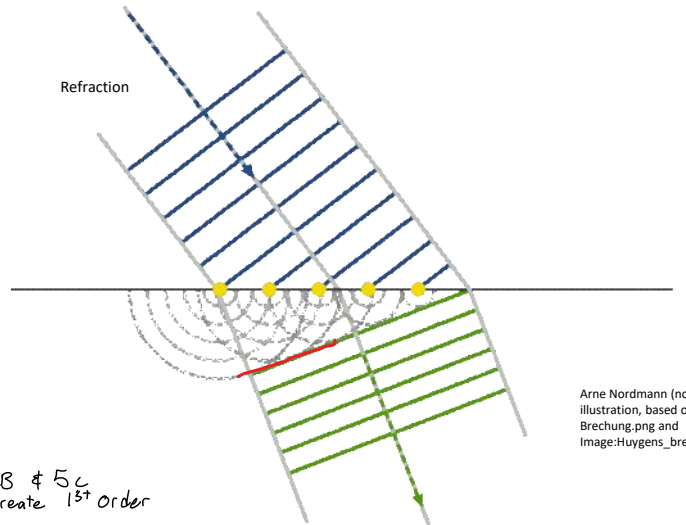 Refraction
Arne Nordmann (no
illustration, based o
Brechung.png and
Image:Huygens_bre
B & 5c
reate 1st order